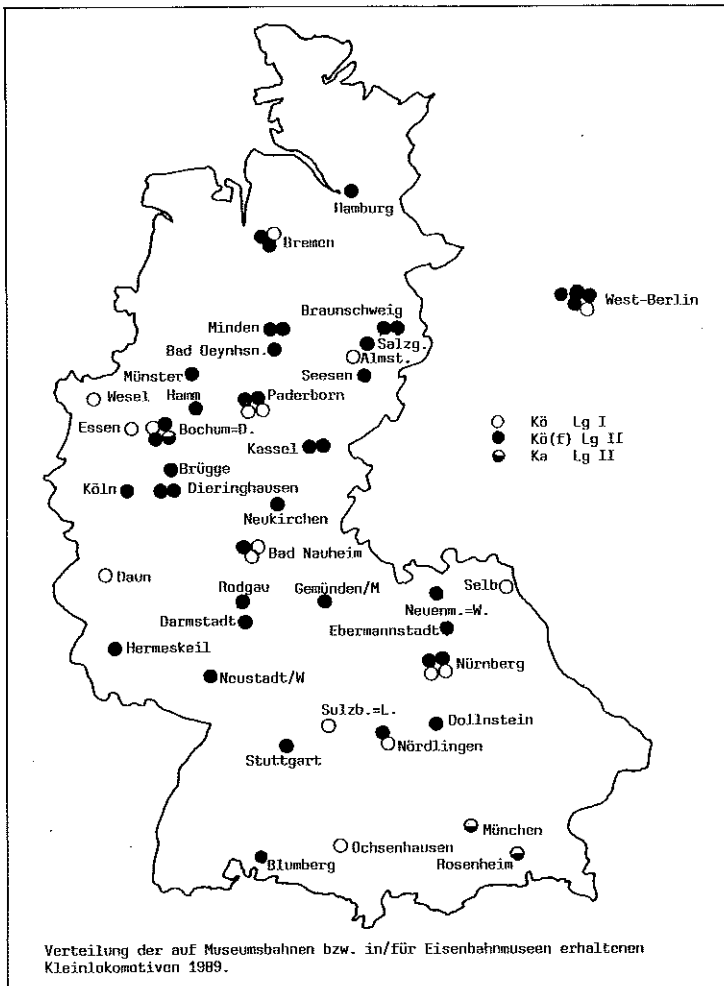 Hamburg
Bremen
West-Berlin
Braunschweig
Minden
Salzg.
Bad Oeynhsn.
Almst.
Münster
Seesen
Wesel
Hamm
Paderborn
Essen
Bochum=D.
Kö Lg I
Kö(f) Lg II
Ka Lg II
Kassel
Brügge
Köln
Dieringhausen
Neukirchen
Bad Nauheim
Daun
Selb
Rodgau
Gemünden/M
Neuenm.=W.
Darmstadt
Ebermannstadt
Hermeskeil
Nürnberg
Neustadt/W
Sulzb.=L.
Dollnstein
Nördlingen
Stuttgart
München
Ochsenhausen
Rosenheim
Blumberg
Verteilung der auf Museumsbahnen bzw. in/für Eisenbahnmuseen erhaltenen
Kleinlokomotiven 1989.